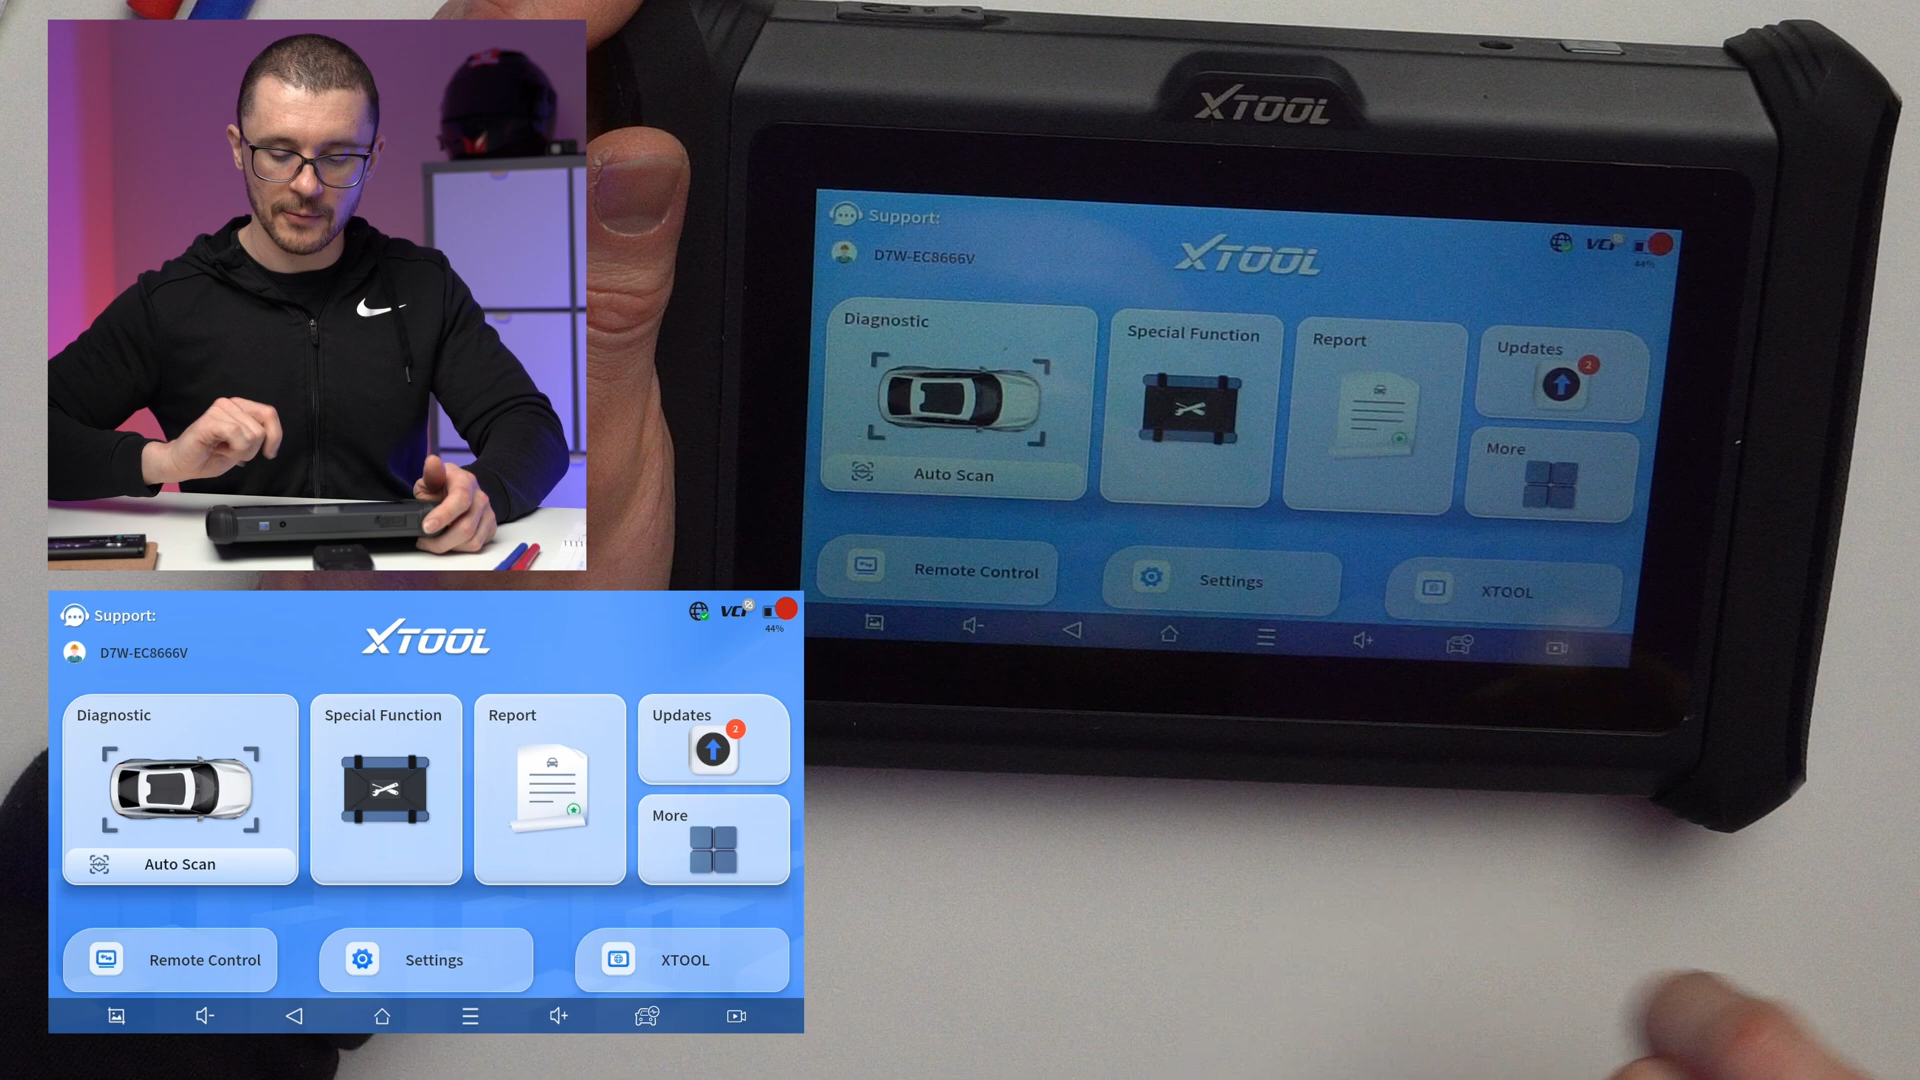 XTOOL
Support:
VCI
44%
D7W-EC8666V
XTOOL
Diagnostic
Special Function
Report
Updates
2
More
Auto Scan
Remote Control
Settings
XTOOL
Support:
VCI
44%
D7W-EC8666V
XTOOL
Diagnostic
Special Function
Report
Updates
2
More
Auto Scan
Remote Control
Settings
XTOOL